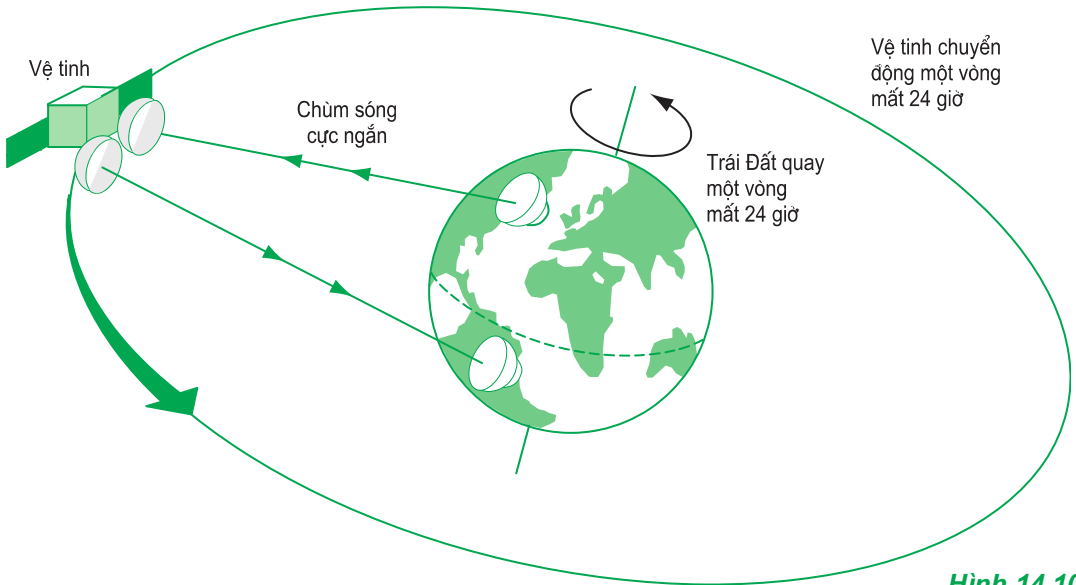 Vệ tinh
Chùm sóng
cực ngắn
Vệ tinh chuyển
động một vòng
mất 24 giờ
Trái Đất quay
một vòng
mất 24 giờ
Hình